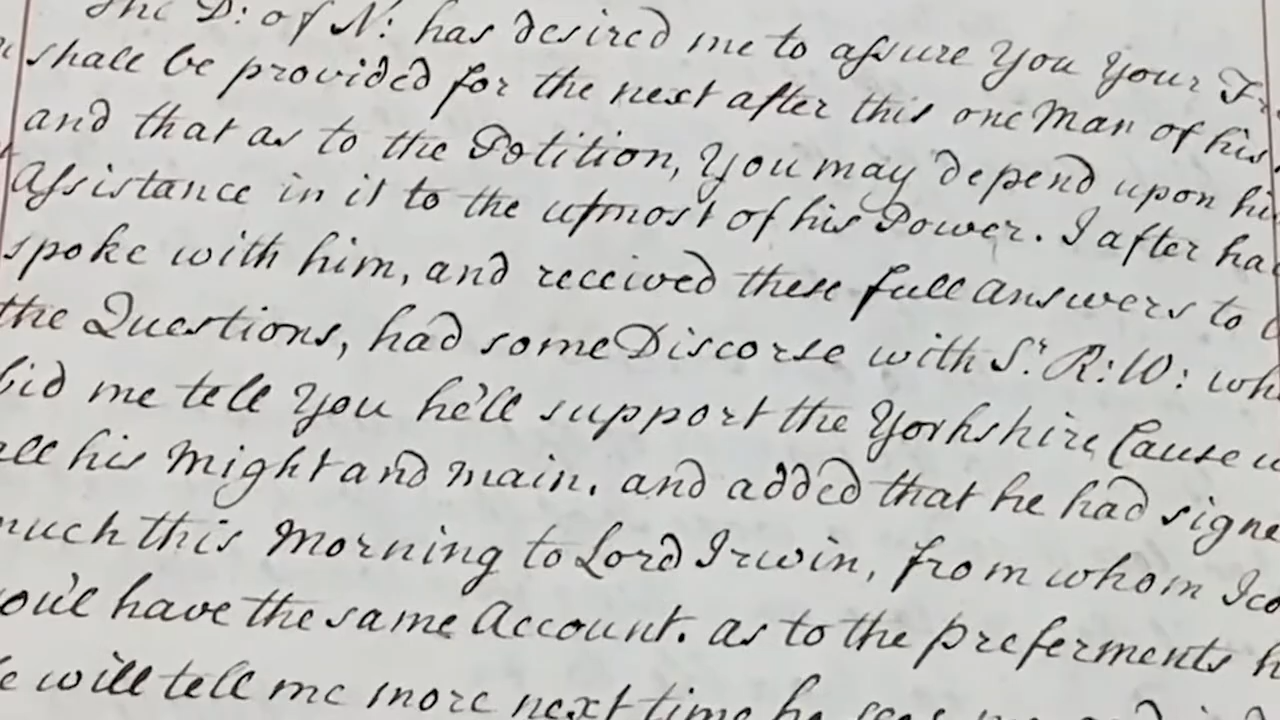 The D: of N: has desired me to assure You Your
shall be provided for the next after this one Man of his
and that as to the Potition, You may depend upon
Assistance in it to the utmost of his Power. I after
spoke with him, and received these full answers to
the Questions, had some Discorse with Sr. R: W:
bid me tell You he'll support the Yorkshire Cause
all his might and main. and added that he had
much this Morning to Lord Irwin, from whom I
you'l have the same Account. as to the preferments
will tell me more next time he sees me and